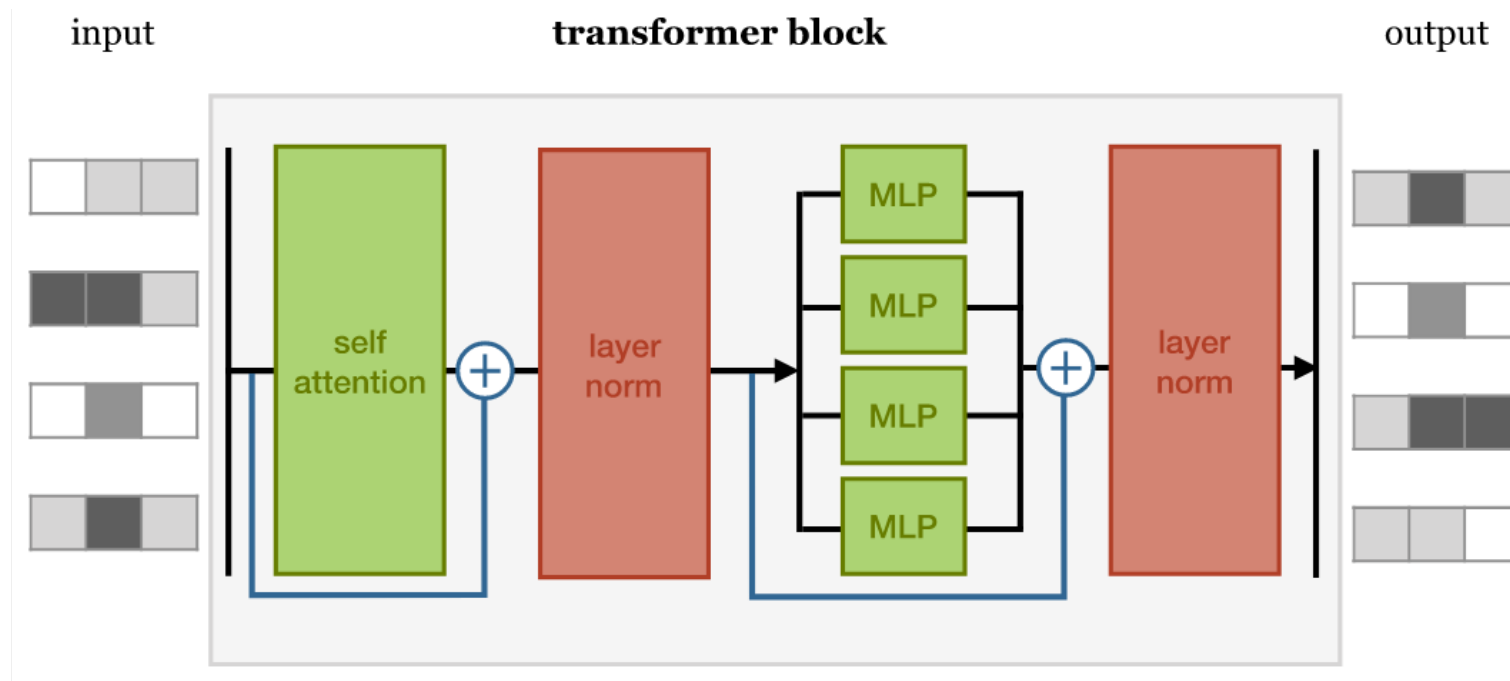 input
transformer block
output
self
attention
layer
norm
MLP
MLP
MLP
MLP
layer
norm